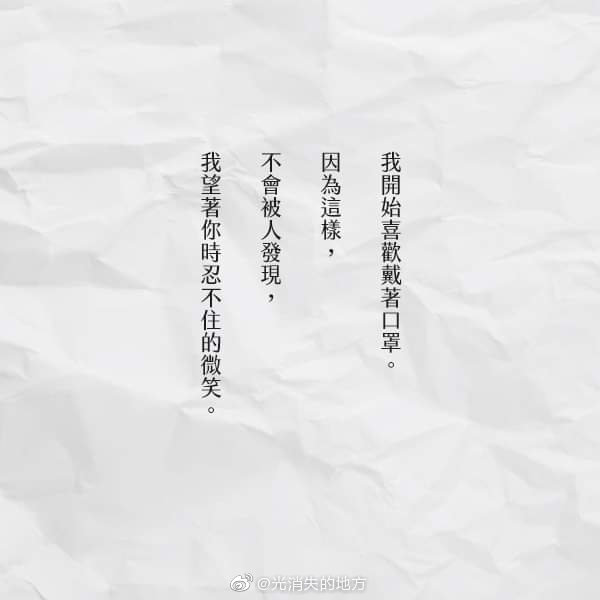 我開始喜歡戴著口罩。
因為這樣，
不會被人發現，
我望著你時忍不住的微笑。
@光消失的地方